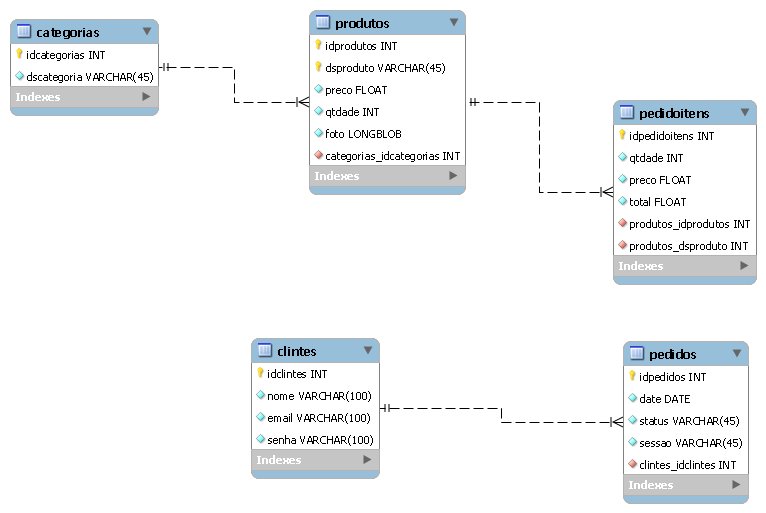 categorias
idcategorias INT
dscategoria VARCHAR(45)
Indexes
produtos
idprodutos INT
dsproduto VARCHAR(45)
preco FLOAT
qtdade INT
foto LONGBLOB
categorias_idcategorias INT
Indexes
pedidoitens
idpedidoitens INT
qtdade INT
preco FLOAT
total FLOAT
produtos_idprodutos INT
produtos_dsproduto INT
Indexes
clintes
idclintes INT
nome VARCHAR(100)
email VARCHAR(100)
senha VARCHAR(100)
Indexes
pedidos
idpedidos INT
date DATE
status VARCHAR(45)
sessao VARCHAR(45)
clintes_idclintes INT
Indexes